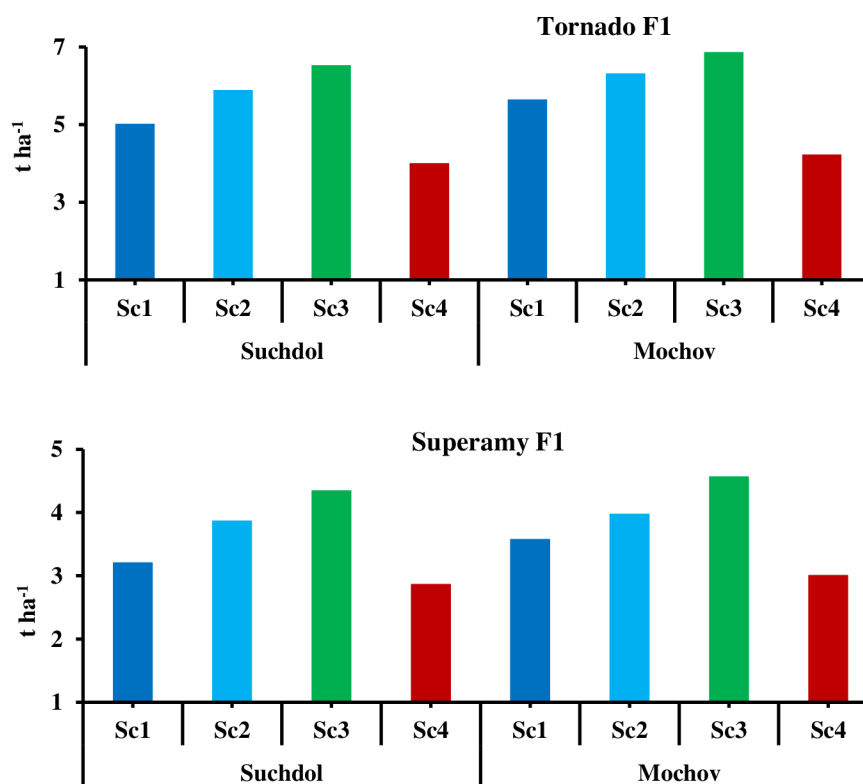 Tornado F1
7
5
3
1
t ha-1
Sc1 Sc2 Sc3 Sc4 Sc1 Sc2 Sc3 Sc4
Suchdol Mochov
Superamy F1
5
4
3
2
1
t ha-1
Sc1 Sc2 Sc3 Sc4 Sc1 Sc2 Sc3 Sc4
Suchdol Mochov